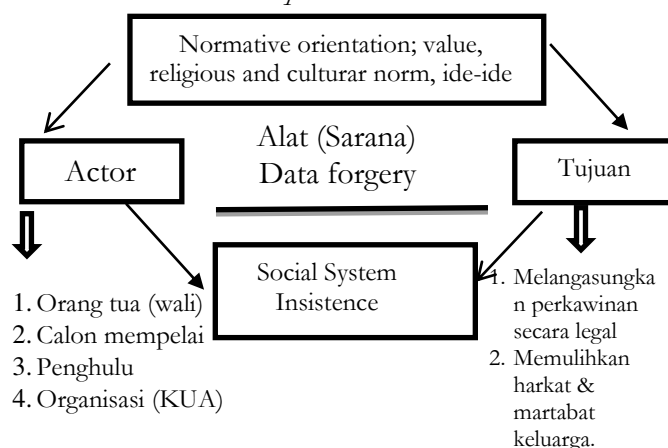 Normative orientation; value,
religious and culturar norm, ide-ide
Alat (Sarana)
Data forgery
Actor
Tujuan
Social System
Insistence
1. Orang tua (wali)
2. Calon mempelai
3. Penghulu
4. Organisasi (KUA)
1. Melangasungka
n perkawinan
secara legal
2. Memulihkan
harkat &
martabat
keluarga.